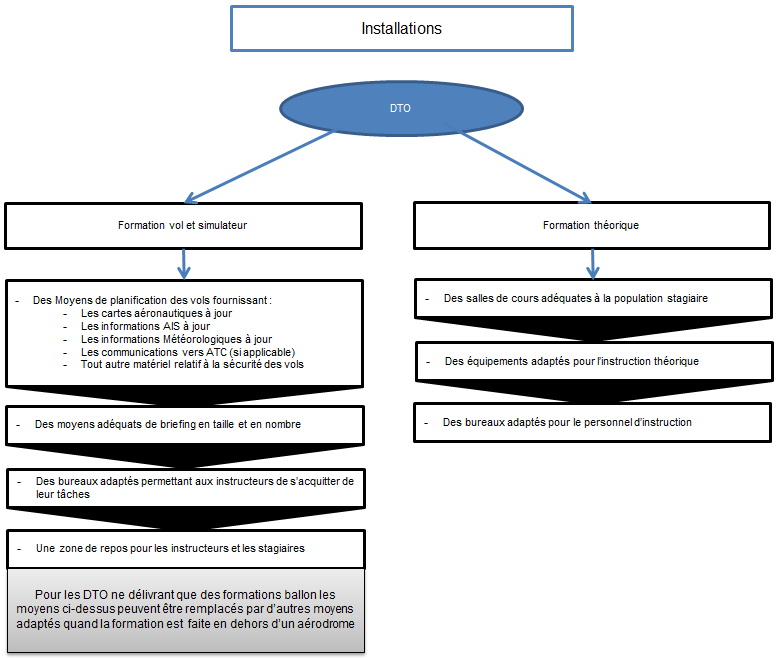 Installations
DTO
Formation vol et simulateur
- Des Moyens de planification des vols fournissant :
- Les cartes aéronautiques à jour
- Les informations AIS à jour
- Les informations Météorologiques à jour
- Les communications vers ATC (si applicable)
- Tout autre matériel relatif à la sécurité des vols
- Des moyens adéquats de briefing en taille et en nombre
- Des bureaux adaptés permettant aux instructeurs de s'acquitter de
leur tâches
- Une zone de repos pour les instructeurs et les stagiaires
Pour les DTO ne délivrant que des formations ballon les
moyens ci-dessus peuvent être remplacés par d'autres moyens
adaptés quand la formation est faite en dehors d'un aérodrome
Formation théorique
- Des salles de cours adéquates à la population stagiaire
- Des équipements adaptés pour l'instruction théorique
- Des bureaux adaptés pour le personnel d'instruction